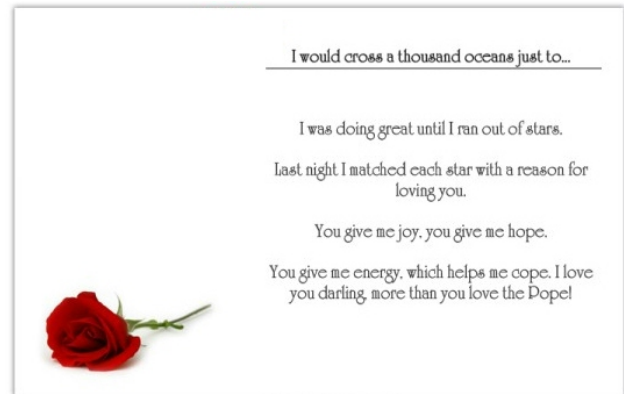 I would cross a thousand oceans just to...
I was doing great until I ran out of stars.
Last night I matched each star with a reason for
loving you.
You give me joy, you give me hope.
You give me energy, which helps me cope. I love
you darling, more than you love the Pope!